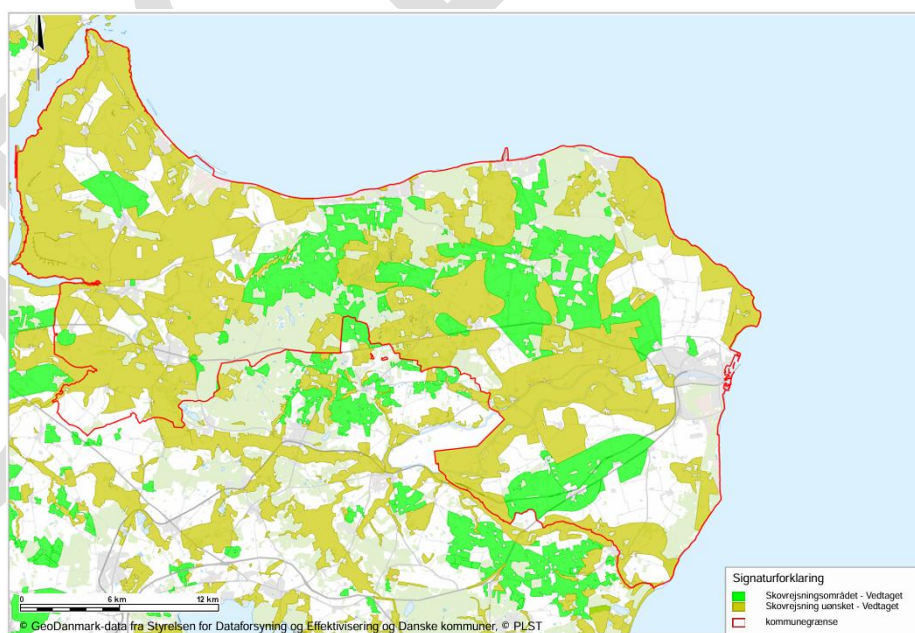 0 6 km 12 km
© GeoDanmark-data fra Styrelsen for Dataforsyning og Effektivisering og Danske kommuner, © PLST
Signaturforklaring
Skovrejsningsområdet - Vedtaget
Skovrejsning uønsket - Vedtaget
kommunegrænse